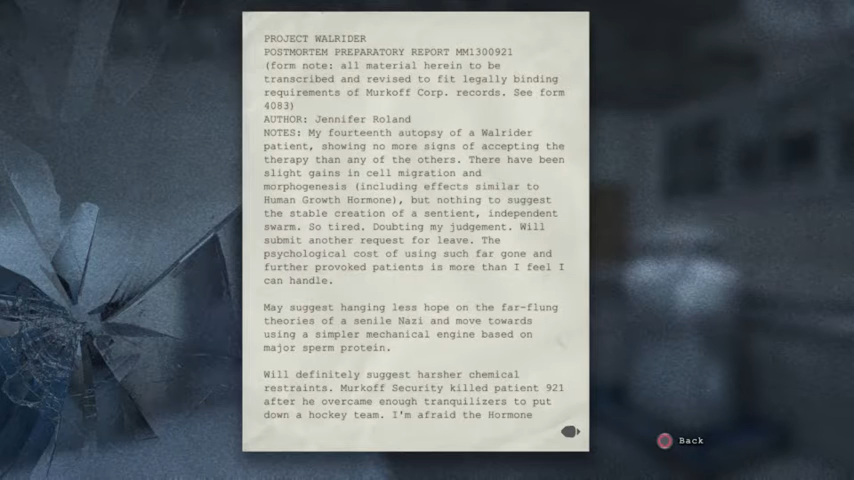 PROJECT WALRIDER
POSTMORTEM PREPARATORY REPORT MM1300921
(form note: all material herein to be
transcribed and revised to fit legally binding
requirements of Murkoff Corp. records. See form
4083)
AUTHOR: Jennifer Roland
NOTES: My fourteenth autopsy of a Walrider
patient, showing no more signs of accepting the
therapy than any of the others. There have been
slight gains in cell migration and
morphogenesis (including effects similar to
Human Growth Hormone), but nothing to suggest
the stable creation of a sentient, independent
swarm. So tired. Doubting my judgement. Will
submit another request for leave. The
psychological cost of using such far gone and
further provoked patients is more than I feel I
can handle.
May suggest hanging less hope on the far-flung
theories of a senile Nazi and move towards
using a simpler mechanical engine based on
major sperm protein.
Will definitely suggest harsher chemical
restraints. Murkoff Security killed patient 921
after he overcame enough tranquilizers to put
down a hockey team. I'm afraid the Hormone
Back